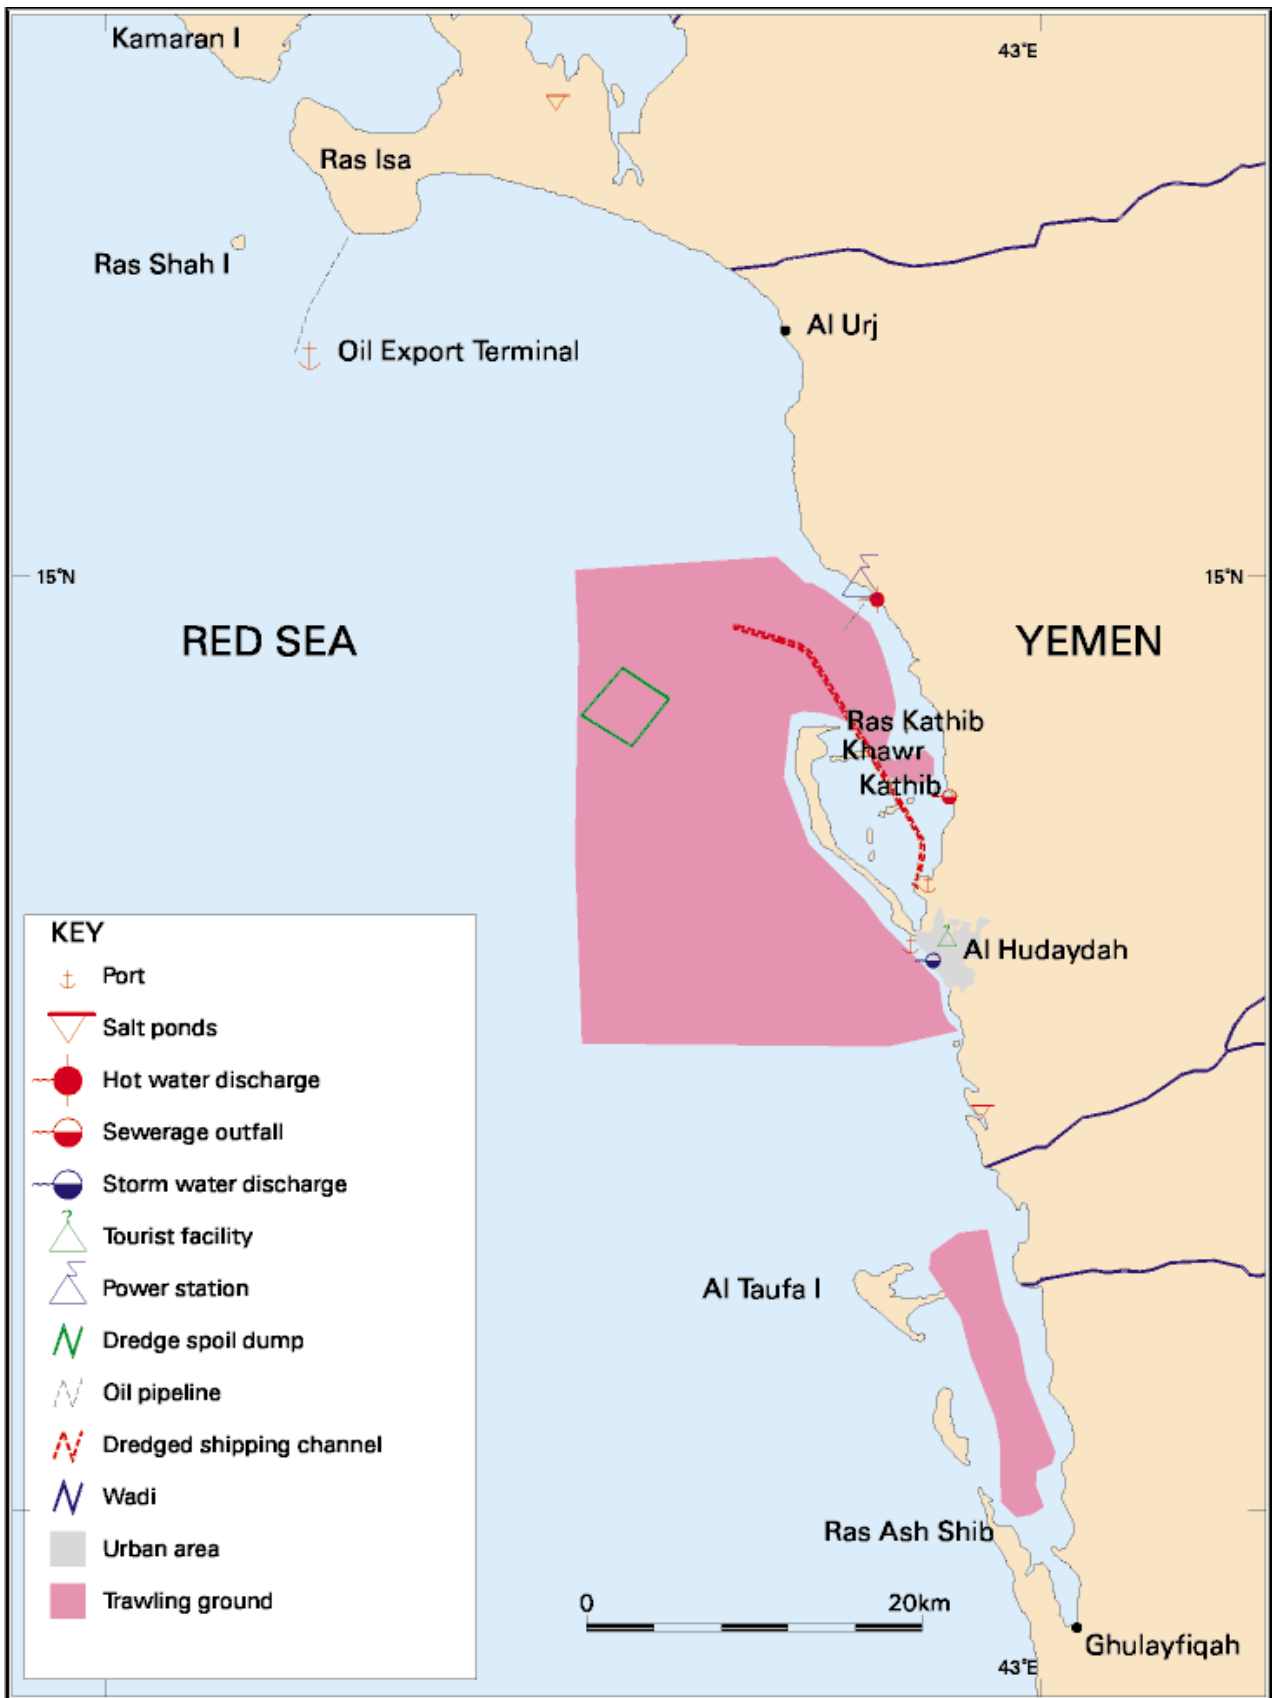 Kamaran I
43°E
Ras Isa
Ras Shah I
Al Urj
Oil Export Terminal
15°N
15°N
RED SEA
YEMEN
Ras Kathib
Khawr
Kathib
Al Hudaydah
KEY
Port
Salt ponds
Hot water discharge
Sewerage outfall
Storm water discharge
Tourist facility
Power station
Dredge spoil dump
Oil pipeline
Dredged shipping channel
Wadi
Urban area
Trawling ground
Al Taufa I
Ras Ash Shib
0 20km
Ghulayfiqah
43°E